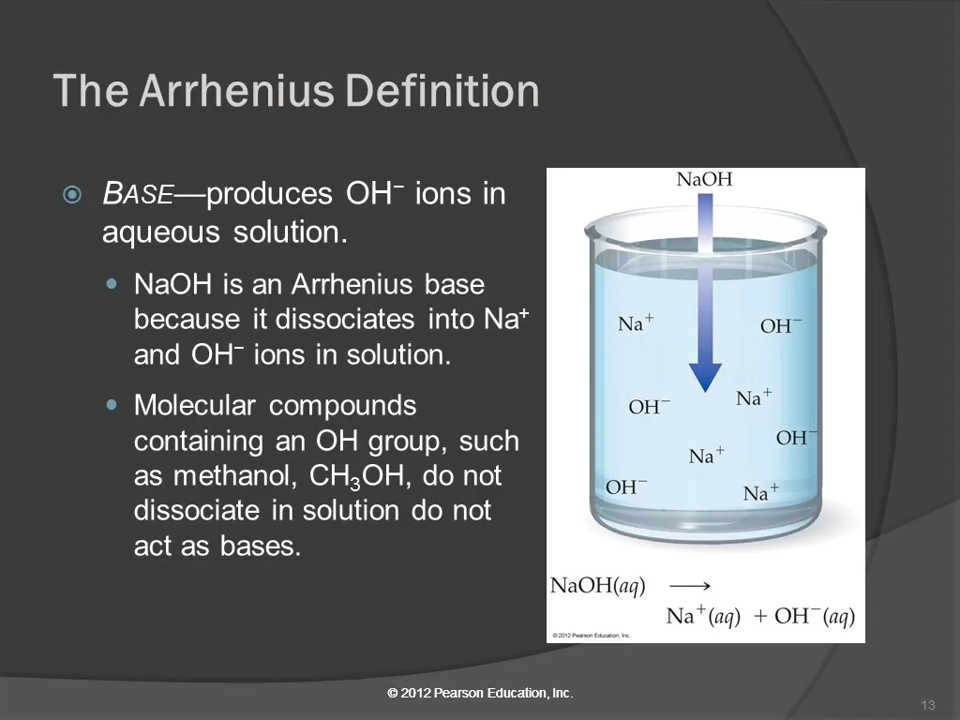 The Arrhenius Definition
BASE—produces OH⁻ ions in
aqueous solution.
NaOH is an Arrhenius base
because it dissociates into Na⁺
and OH⁻ ions in solution.
Molecular compounds
containing an OH group, such
as methanol, CH₃OH, do not
dissociate in solution do not
act as bases.
NaOH
Na⁺
OH⁻
OH⁻
Na⁺
OH⁻
Na⁺
OH⁻
Na⁺
NaOH(aq) ⟶
Na⁺(aq) + OH⁻(aq)
© 2012 Pearson Education, Inc.
© 2012 Pearson Education, Inc.
13